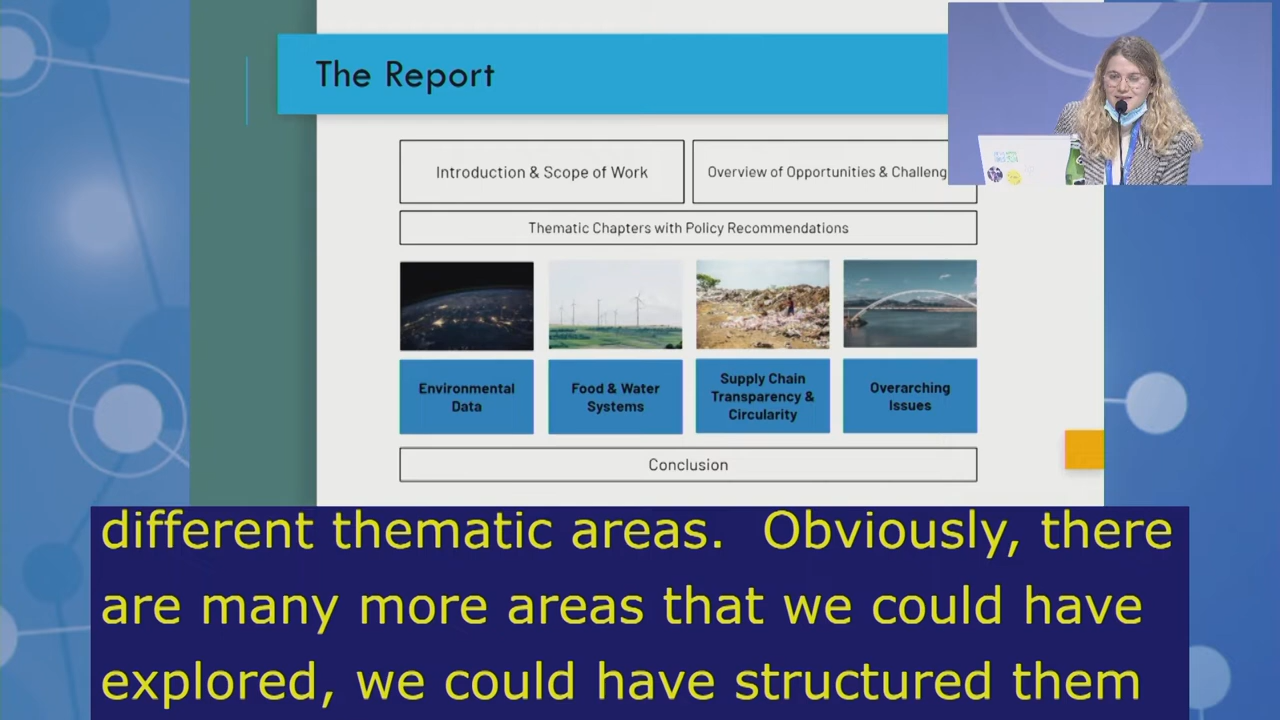 The Report
Introduction & Scope of Work
Overview of Opportunities & Challeng
Thematic Chapters with Policy Recommendations
Environmental
Data
Food & Water
Systems
Supply Chain
Transparency &
Circularity
Overarching
Issues
Conclusion
different thematic areas.  Obviously, there
are many more areas that we could have
explored, we could have structured them